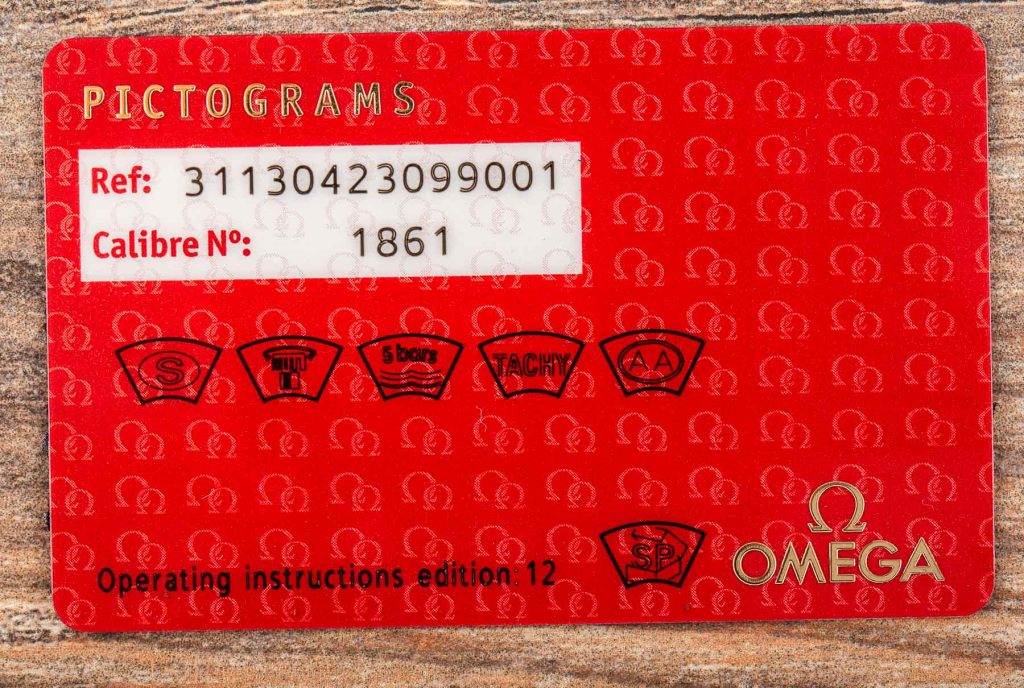 PICTOGRAMS
Ref: 31130423099001
Calibre Nº: 1861
S T 5 bars TACHY AA
SP
Ω
OMEGA
Operating instructions edition: 12